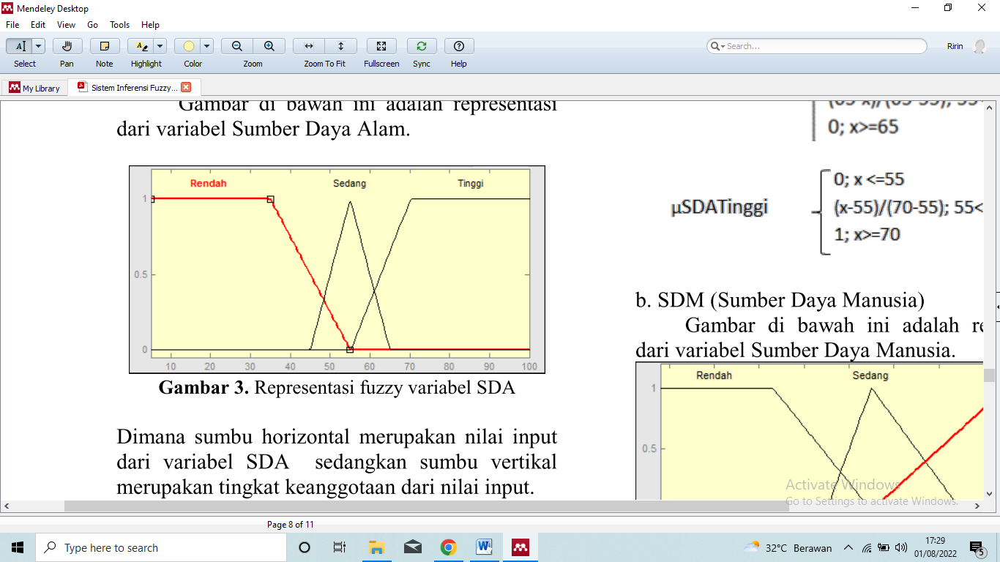 Mendeley Desktop
File Edit View Go Tools Help
Select Pan Note Highlight Color Zoom Zoom To Fit Fullscreen Sync Help
Search...
Ririn
My Library
Sistem Inferensi Fuzzy...
Gambar di bawah ini adalah representasi
dari variabel Sumber Daya Alam.
Rendah Sedang Tinggi
1
0.5
0
10 20 30 40 50 60 70 80 90 100
Gambar 3. Representasi fuzzy variabel SDA
Dimana sumbu horizontal merupakan nilai input
dari variabel SDA sedangkan sumbu vertikal
merupakan tingkat keanggotaan dari nilai input.
0; x>=65
µSDATinggi
0; x <=55
(x-55)/(70-55); 55<
1; x>=70
b. SDM (Sumber Daya Manusia)
Gambar di bawah ini adalah re
dari variabel Sumber Daya Manusia.
Rendah Sedang
1
0.5
Activate Windows
Go to Settings to activate Windows.
Page 8 of 11
Type here to search
32°C Berawan
17:29
01/08/2022
5